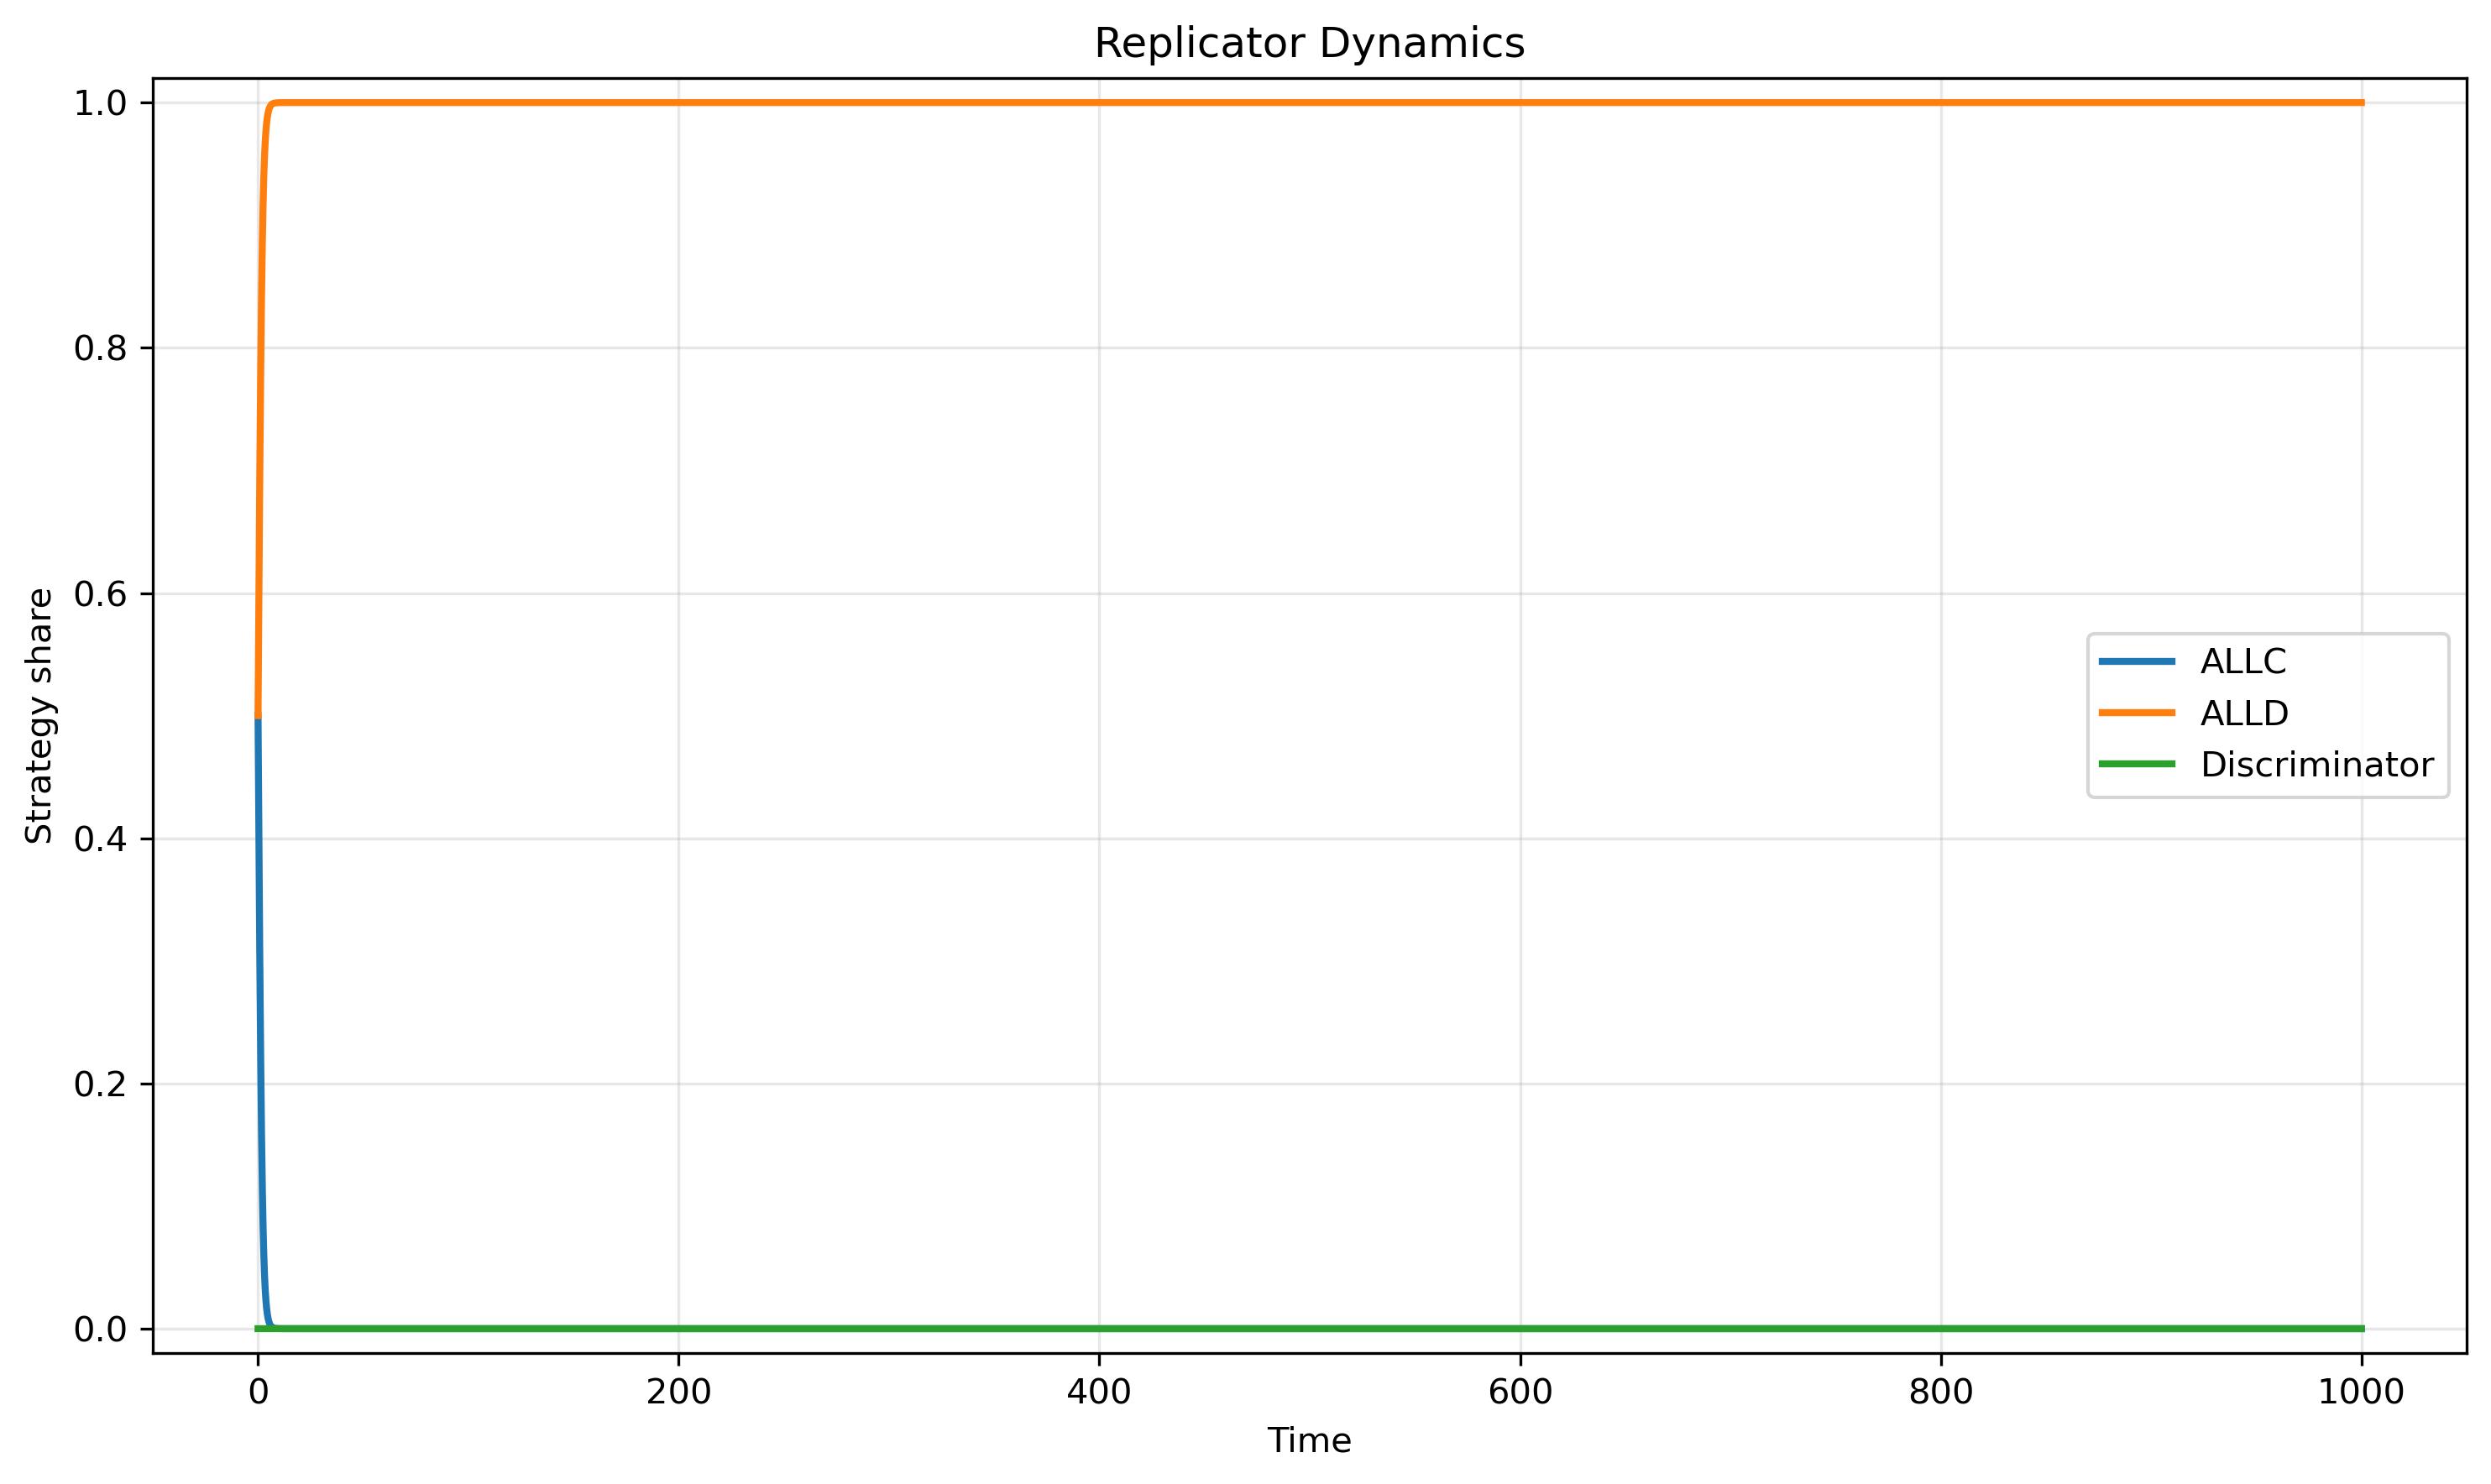 Replicator Dynamics
1.0
0.8
0.6
0.4
0.2
0.0
Strategy share
ALLC
ALLD
Discriminator
0 200 400 600 800 1000
Time